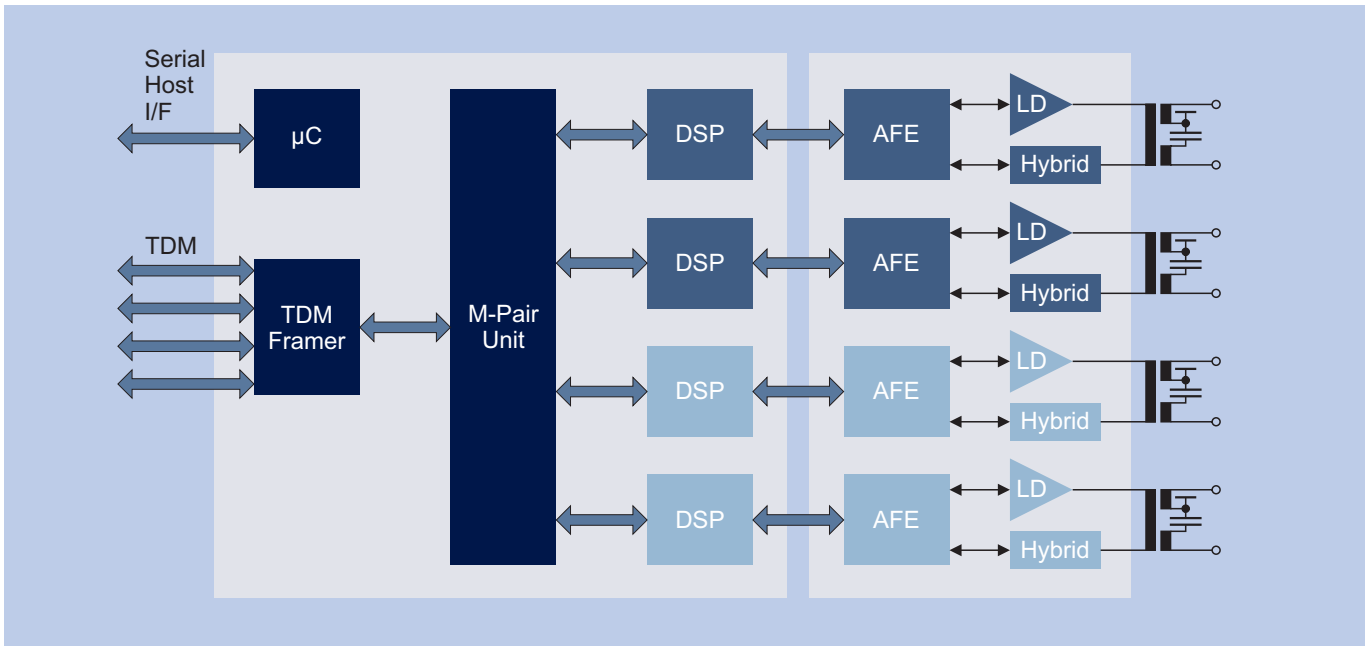 Serial
Host
I/F
µC
TDM
TDM
Framer
M-Pair
Unit
DSP
AFE
LD
Hybrid
DSP
AFE
LD
Hybrid
DSP
AFE
LD
Hybrid
DSP
AFE
LD
Hybrid